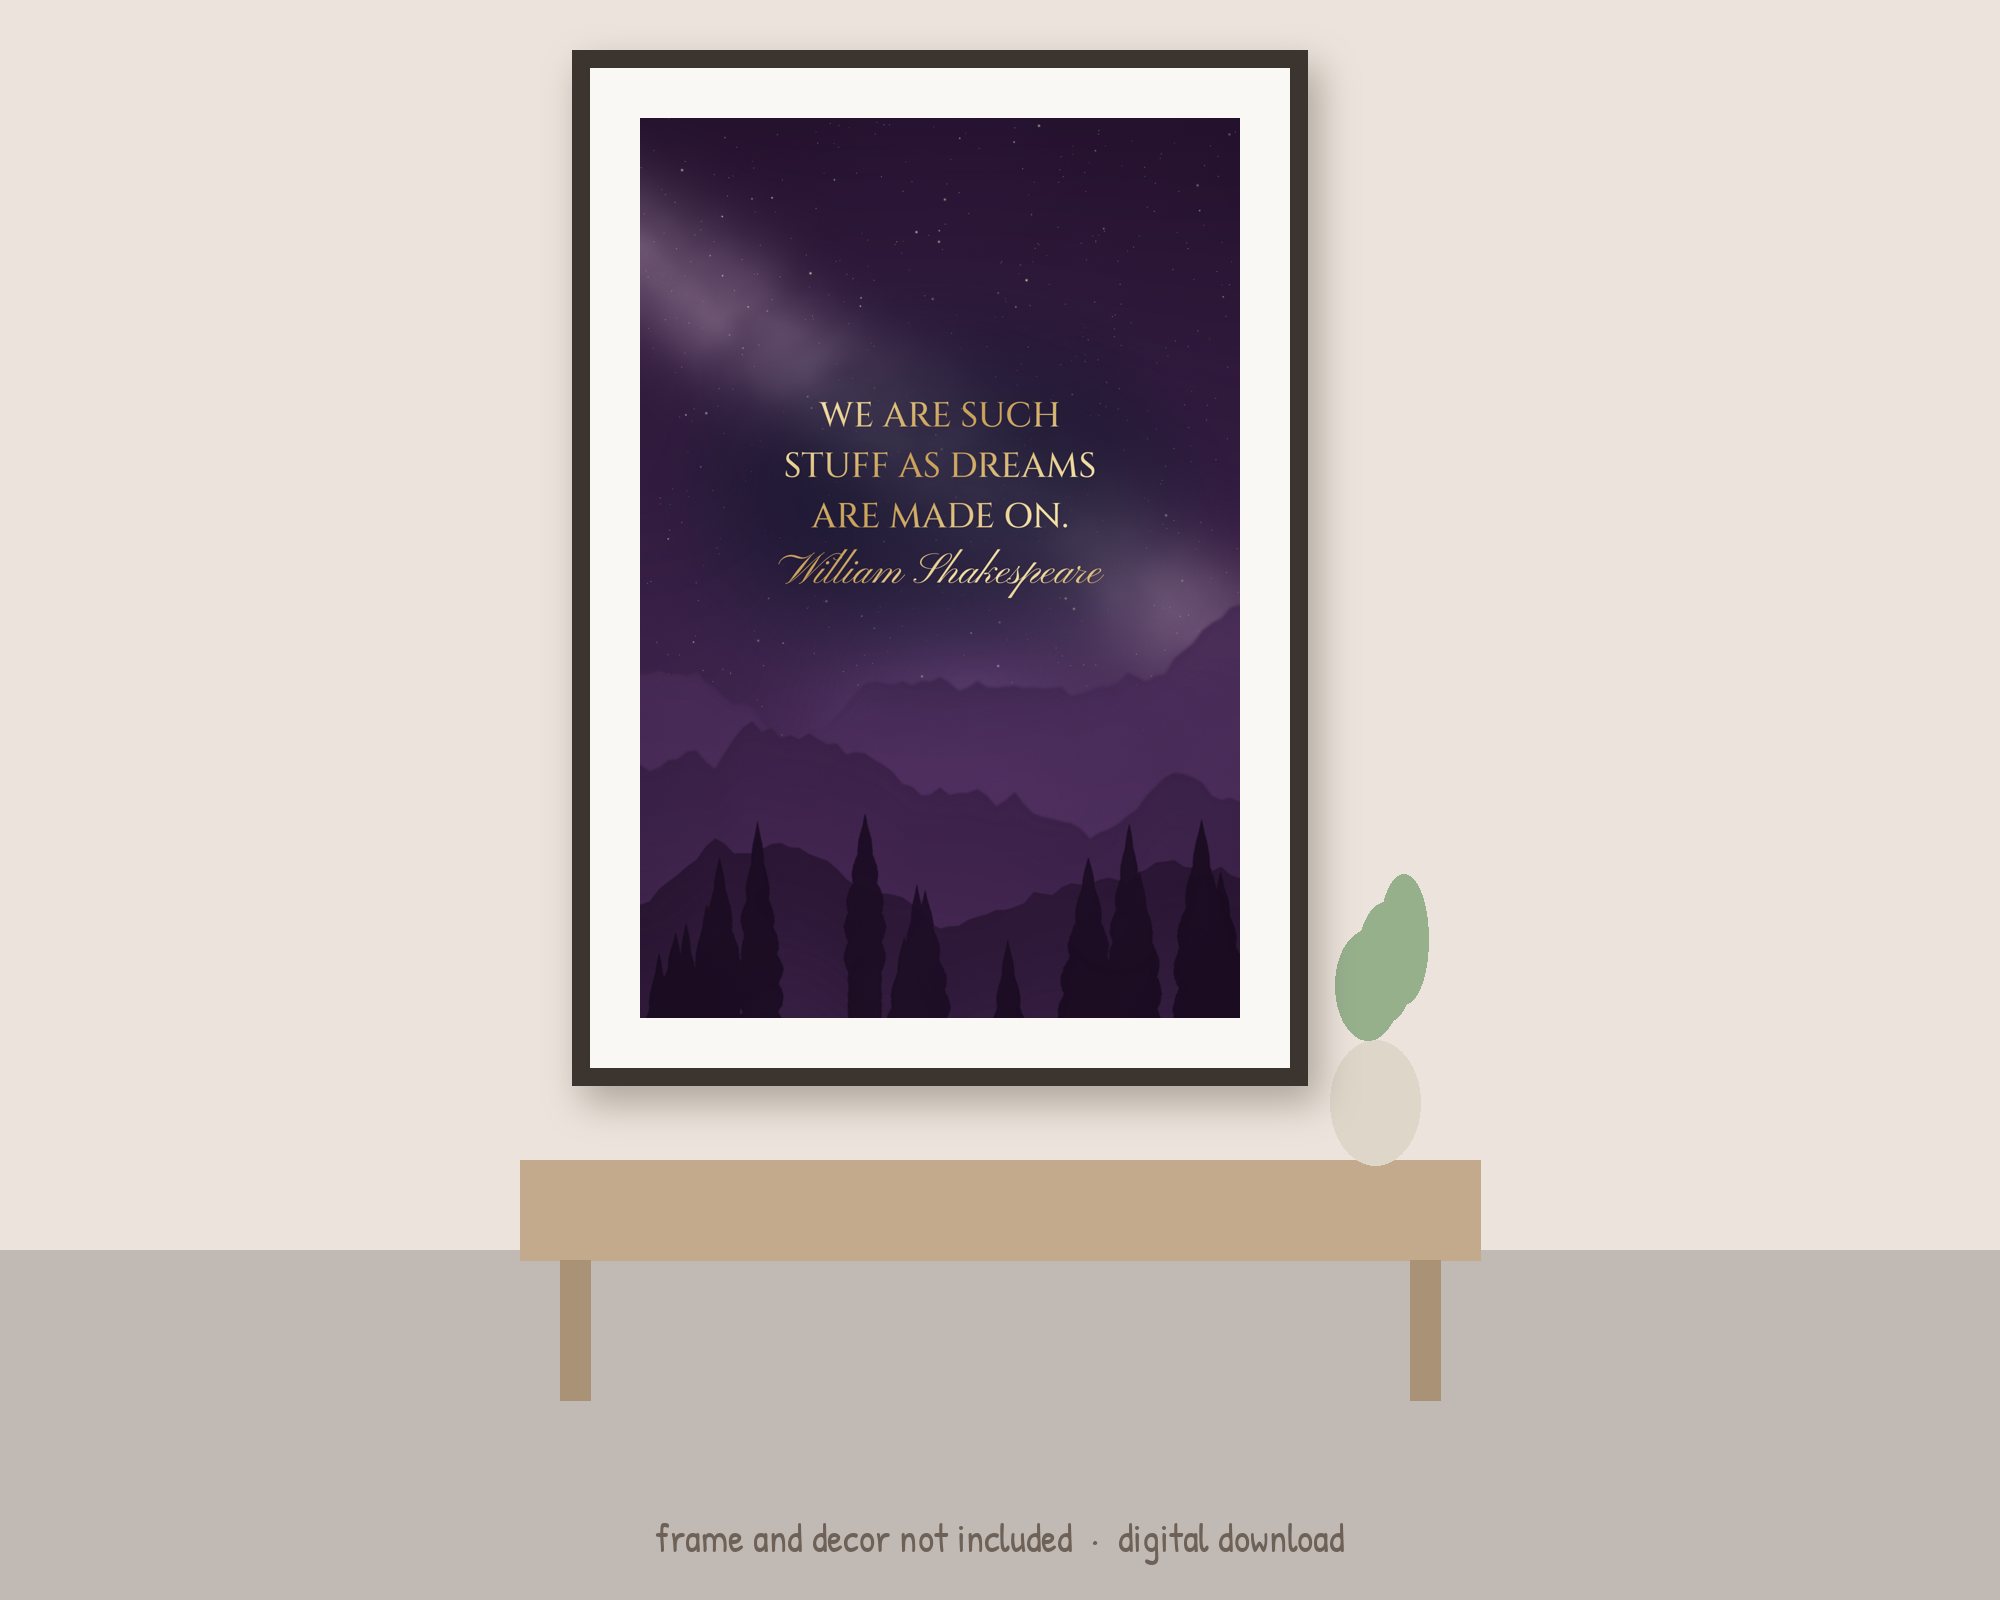 WE ARE SUCH
STUFF AS DREAMS
ARE MADE ON.
William Shakespeare
frame and decor not included · digital download